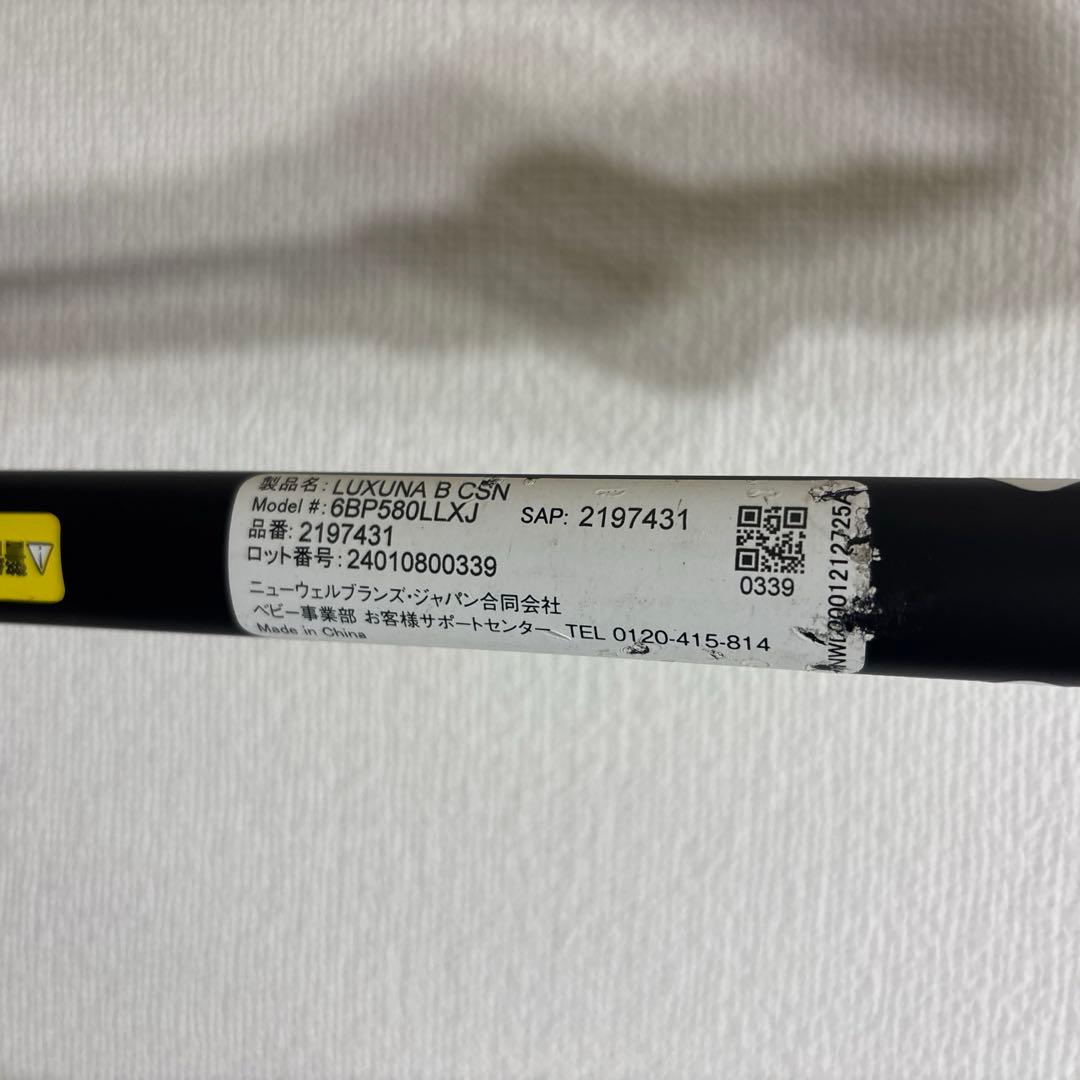 製品名: LUXUNA B CSN
Model #: 6BP580LLXJ
SAP: 2197431
品番: 2197431
ロット番号: 24010800339
0339
ニューウェルブランズ・ジャパン合同会社
ベビー事業部 お客様サポートセンター TEL 0120-415-814
Made in China
NWL0001212725A